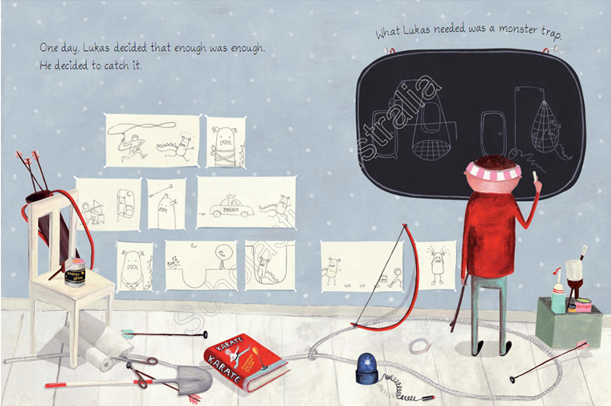 One day, Lukas decided that enough was enough.
He decided to catch it.
What Lukas needed was a monster trap.
KARATE
KARATE